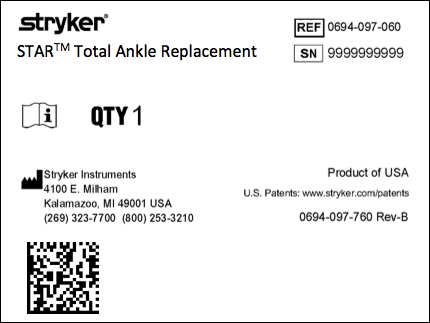 stryker®
REF 0694-097-060
STAR™ Total Ankle Replacement
SN 9999999999
i QTY 1
Stryker Instruments
4100 E. Milham
Kalamazoo, MI 49001 USA
(269) 323-7700 (800) 253-3210
Product of USA
U.S. Patents: www.stryker.com/patents
0694-097-760 Rev-B